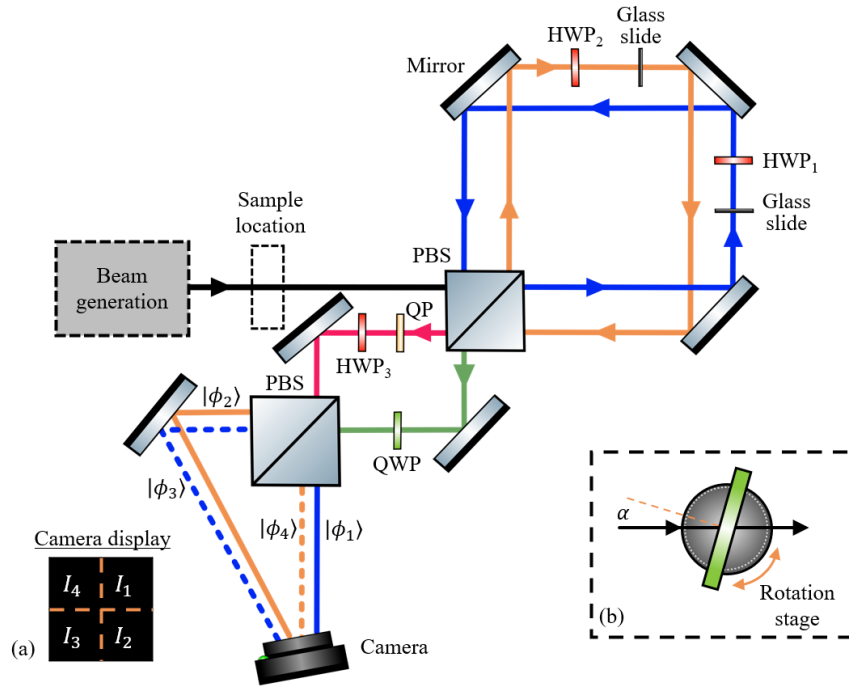 Glass
slide
HWP₂
Mirror
HWP₁
Sample
location
Glass
slide
PBS
Beam
generation
QP
HWP₃
PBS
|ϕ₂⟩
QWP
|ϕ₃⟩
|ϕ₄⟩
|ϕ₁⟩
Camera display
α
I₄ I₁
I₃ I₂
Rotation
stage
(a)
Camera
(b)